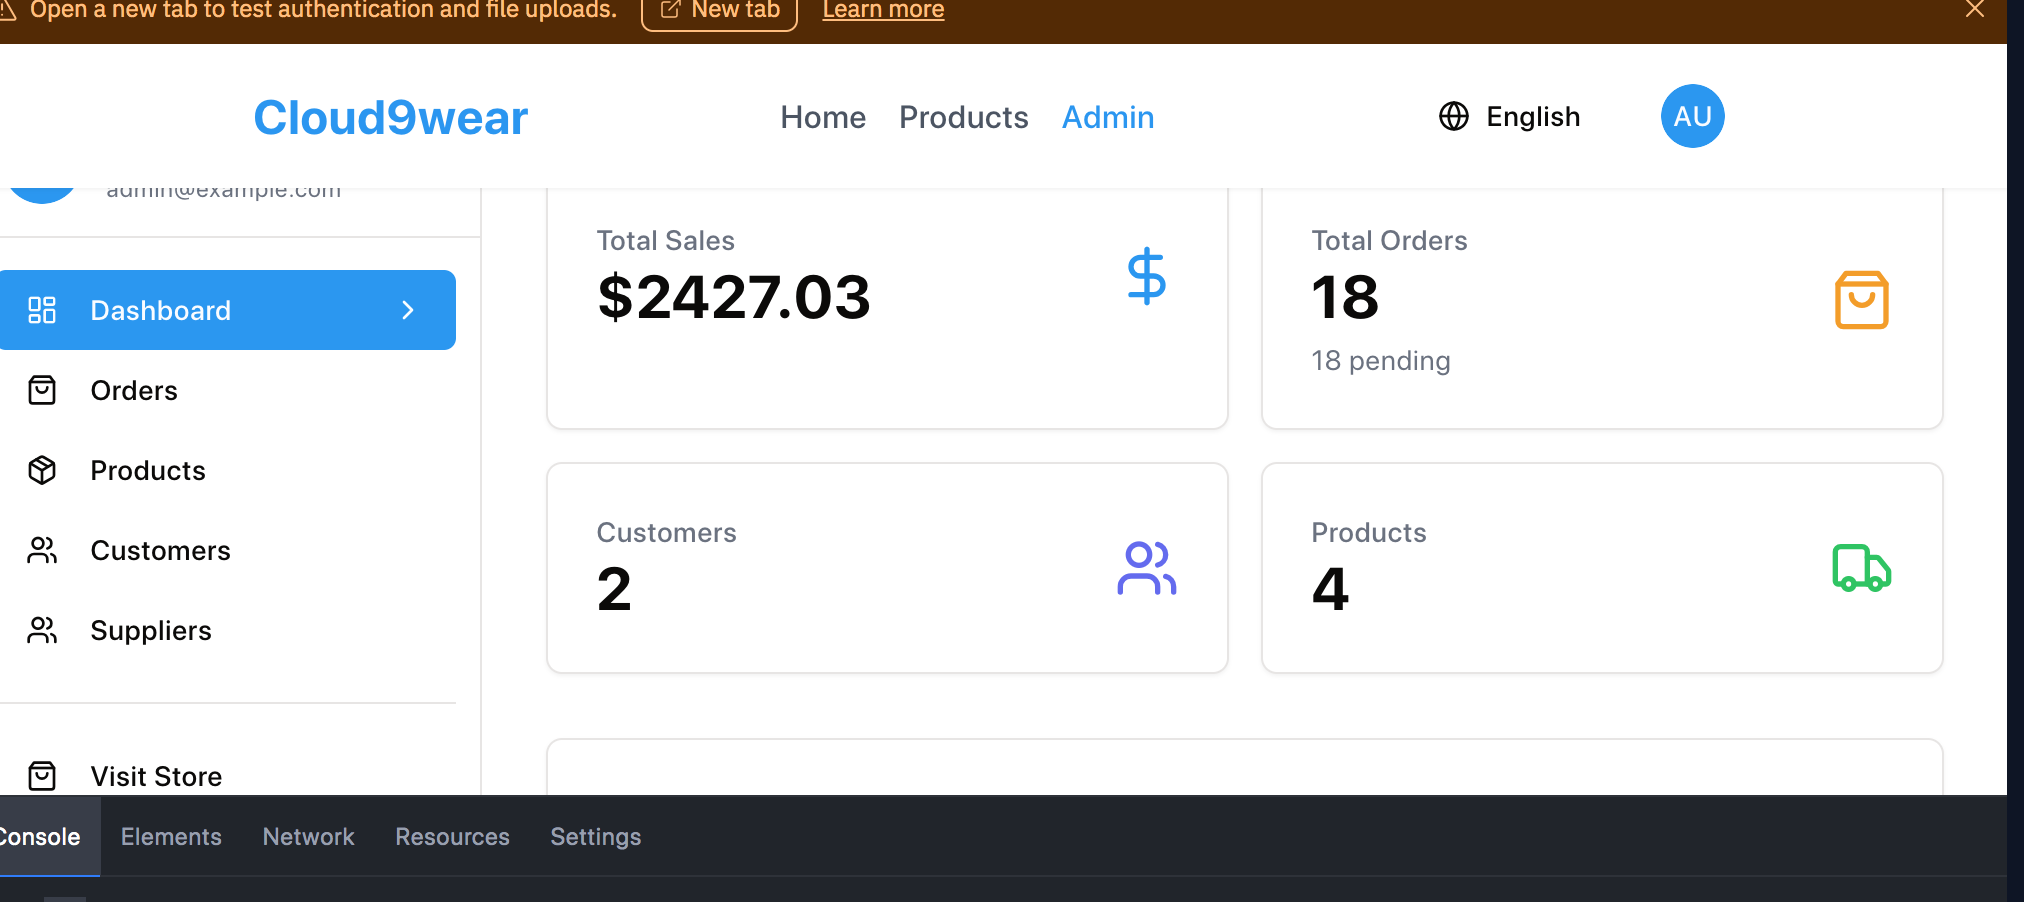 Open a new tab to test authentication and file uploads. New tab Learn more
Cloud9wear
Home Products Admin
English
AU
admin@example.com
Dashboard
Orders
Products
Customers
Suppliers
Visit Store
Total Sales
$2427.03
Total Orders
18
18 pending
Customers
2
Products
4
Console Elements Network Resources Settings